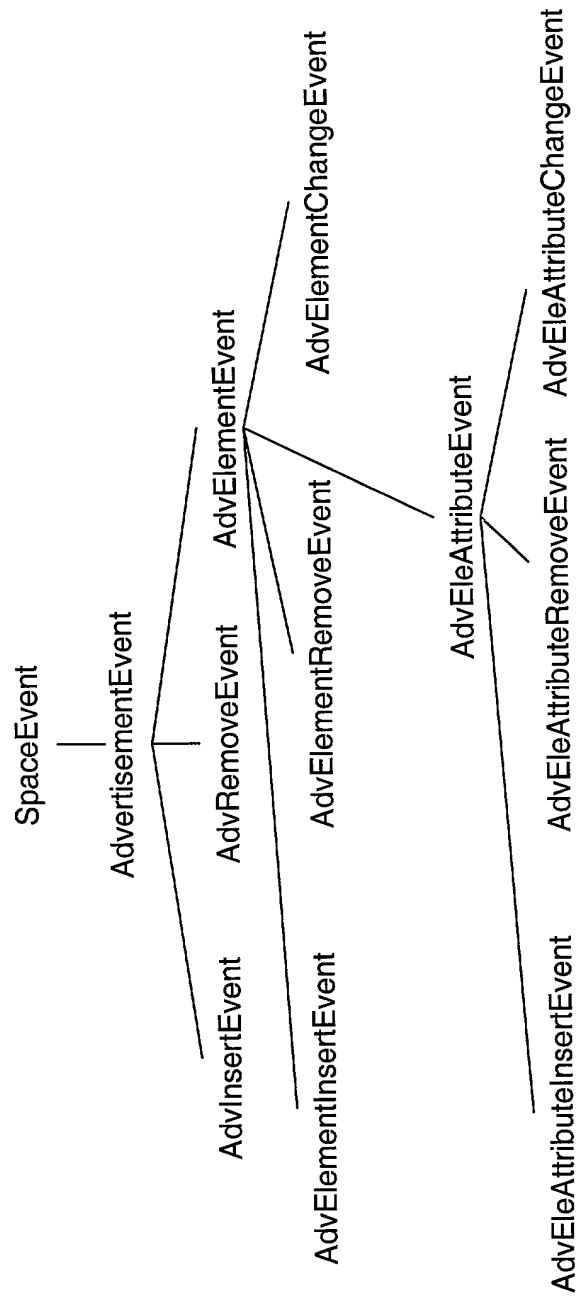 SpaceEvent
AdvertisementEvent
AdvInsertEvent
AdvRemoveEvent
AdvElementEvent
AdvElementInsertEvent
AdvElementRemoveEvent
AdvElementChangeEvent
AdvEleAttributeEvent
AdvEleAttributeInsertEvent
AdvEleAttributeRemoveEvent
AdvEleAttributeChangeEvent